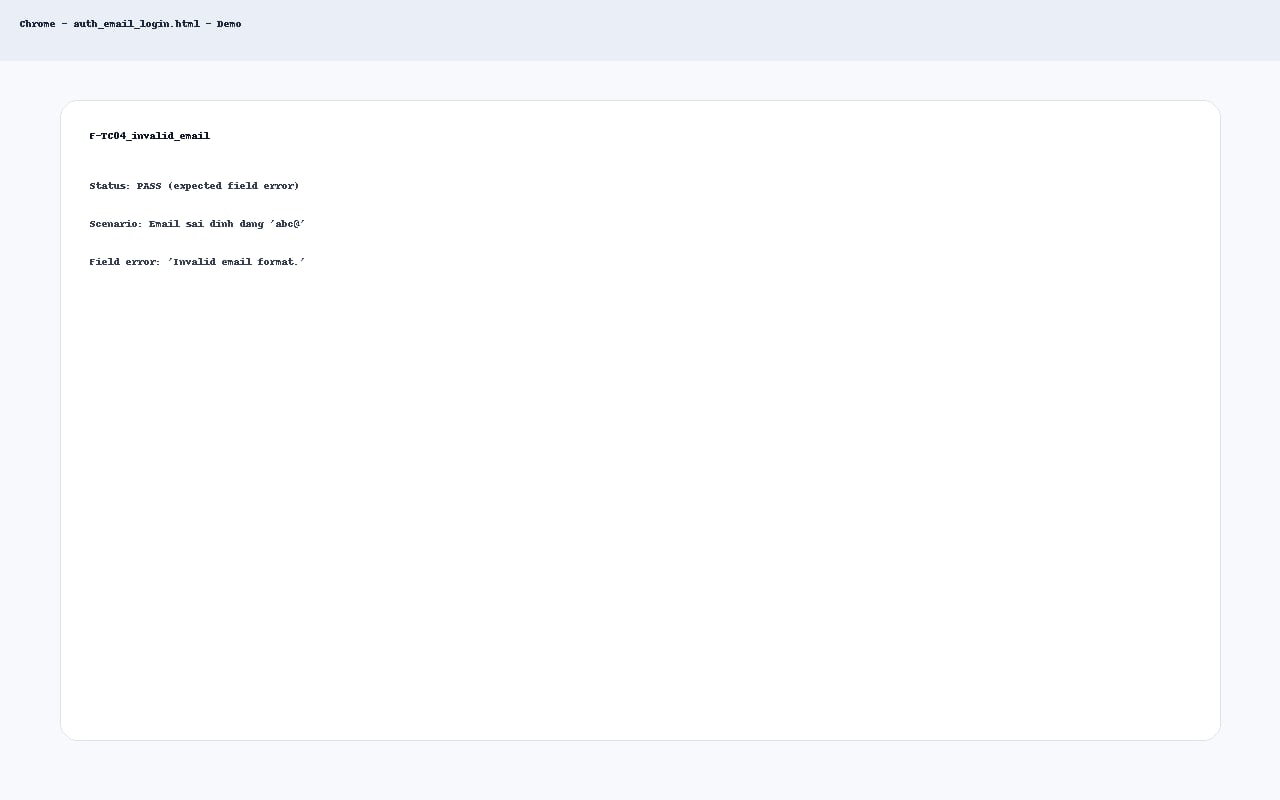 Chrome - auth_email_login.html - Demo
F-TC04_invalid_email
Status: PASS (expected field error)
Scenario: Email sai dinh dang 'abc@'
Field error: 'Invalid email format.'